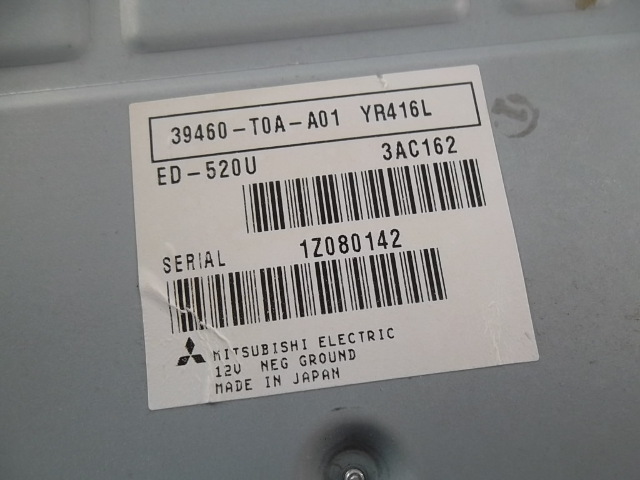 39460-T0A-A01 YR416L
ED-520U 3AC162
SERIAL 1Z080142
MITSUBISHI ELECTRIC
12V NEG GROUND
MADE IN JAPAN